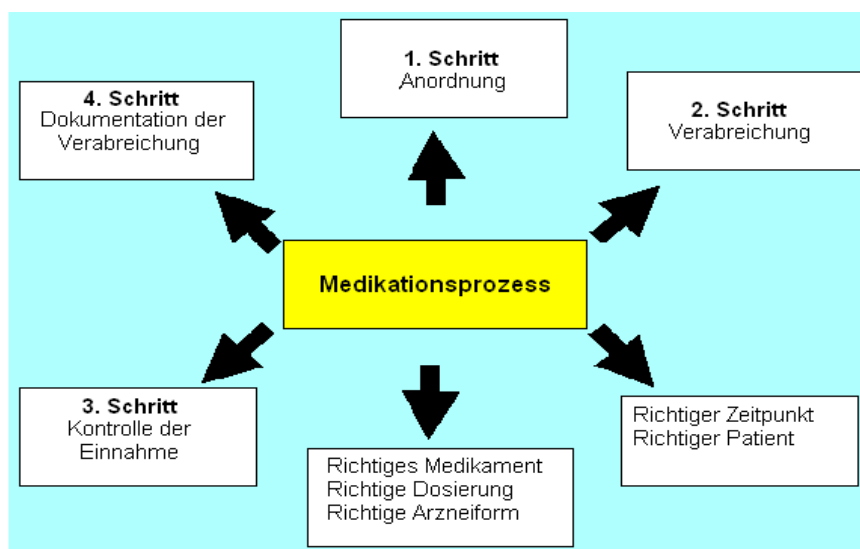 1. Schritt
Anordnung
2. Schritt
Verabreichung
Richtiger Zeitpunkt
Richtiger Patient
Richtiges Medikament
Richtige Dosierung
Richtige Arzneiform
3. Schritt
Kontrolle der
Einnahme
4. Schritt
Dokumentation der
Verabreichung
Medikationsprozess